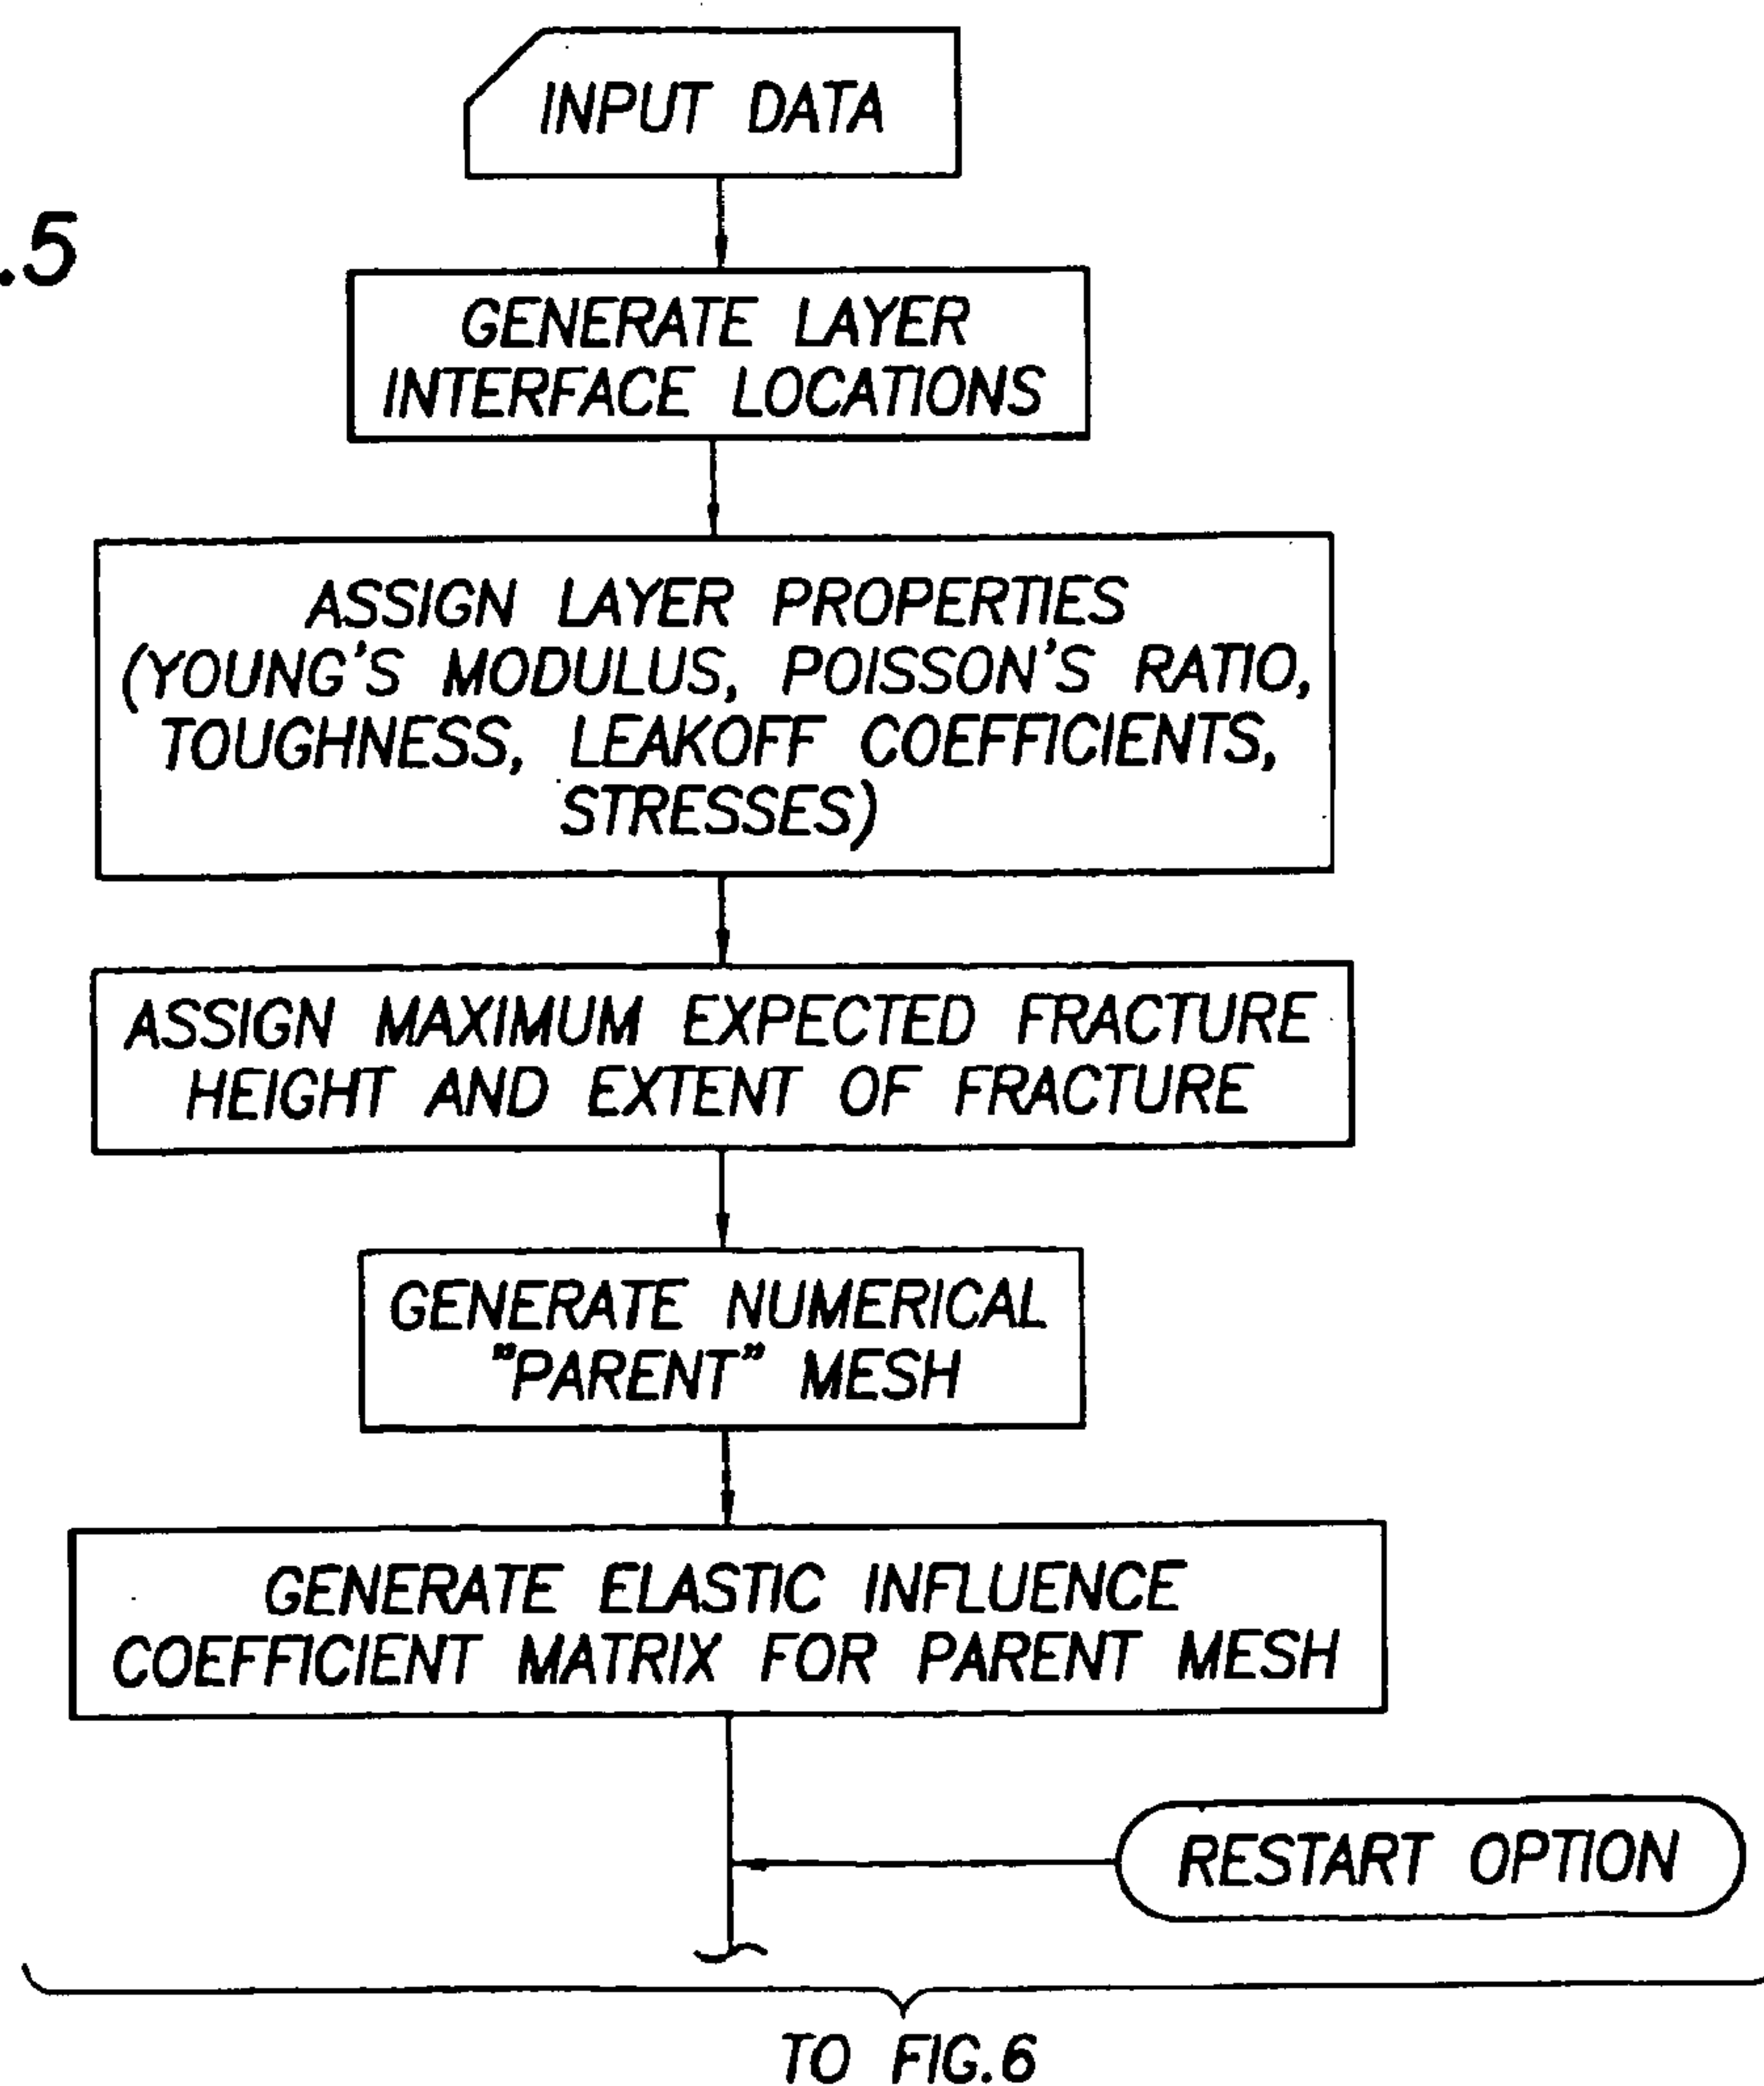 INPUT DATA
.5
GENERATE LAYER
INTERFACE LOCATIONS
ASSIGN LAYER PROPERTIES
(YOUNG'S MODULUS, POISSON'S RATIO,
TOUGHNESS, LEAKOFF COEFFICIENTS,
STRESSES)
ASSIGN MAXIMUM EXPECTED FRACTURE
HEIGHT AND EXTENT OF FRACTURE
GENERATE NUMERICAL
"PARENT" MESH
GENERATE ELASTIC INFLUENCE
COEFFICIENT MATRIX FOR PARENT MESH
RESTART OPTION
TO FIG.6